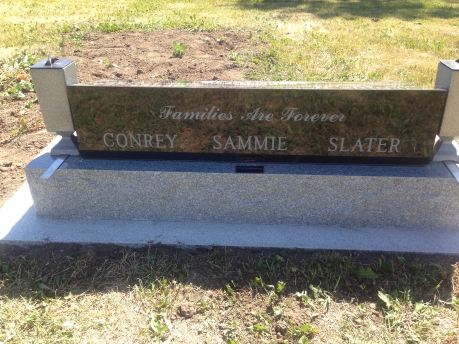 Families Are Forever
CONREY SAMMIE SLATER